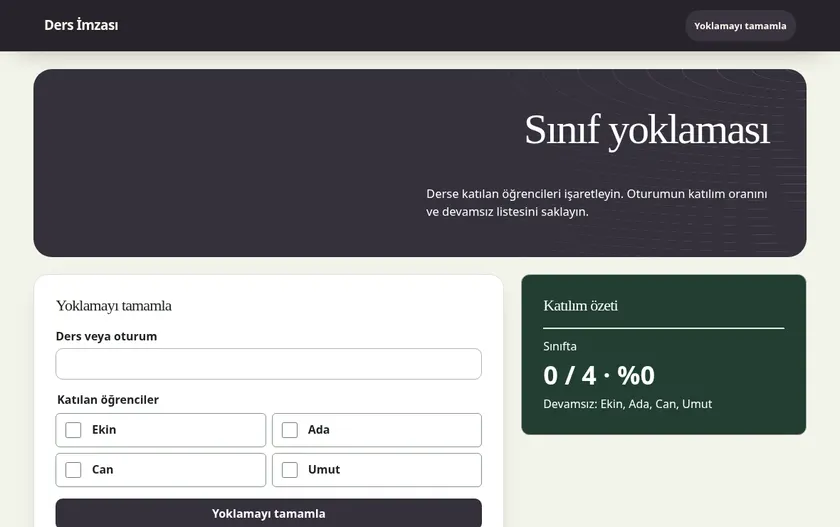 Ders İmzası
Yoklamayı tamamla
Sınıf yoklaması
Derse katılan öğrencileri işaretleyin. Oturumun katılım oranını
ve devamsız listesini saklayın.
Yoklamayı tamamla
Ders veya oturum
Katılan öğrenciler
Ekin
Ada
Can
Umut
Yoklamayı tamamla
Katılım özeti
Sınıfta
0 / 4 · %0
Devamsız: Ekin, Ada, Can, Umut